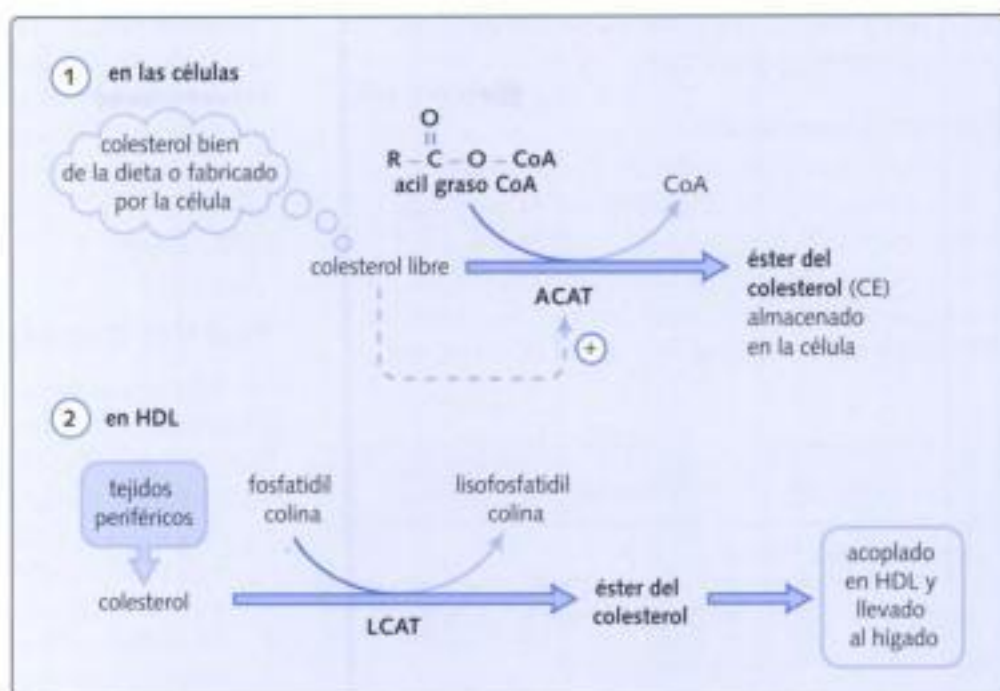 1 en las células
colesterol bien
de la dieta o fabricado
por la célula
O
R – C – O – CoA
acil graso CoA
CoA
colesterol libre
ACAT
+
éster del
colesterol (CE)
almacenado
en la célula
2 en HDL
tejidos
periféricos
fosfatidil
colina
lisofosfatidil
colina
colesterol
LCAT
éster del
colesterol
acoplado
en HDL y
llevado
al hígado